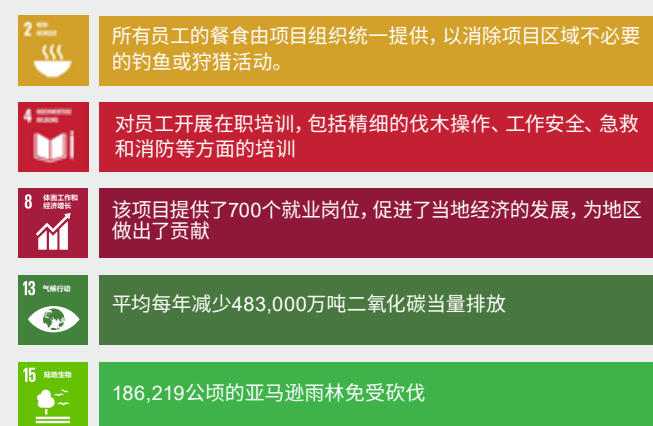 2
所有员工的餐食由项目组织统一提供，以消除项目区域不必要
的钓鱼或狩猎活动。
4
对员工开展在职培训，包括精细的伐木操作、工作安全、急救
和消防等方面的培训
8 体面工作和
经济增长
该项目提供了700个就业岗位，促进了当地经济的发展，为地区
做出了贡献
13 气候行动
平均每年减少483,000万吨二氧化碳当量排放
15 陆地生物
186,219公顷的亚马逊雨林免受砍伐